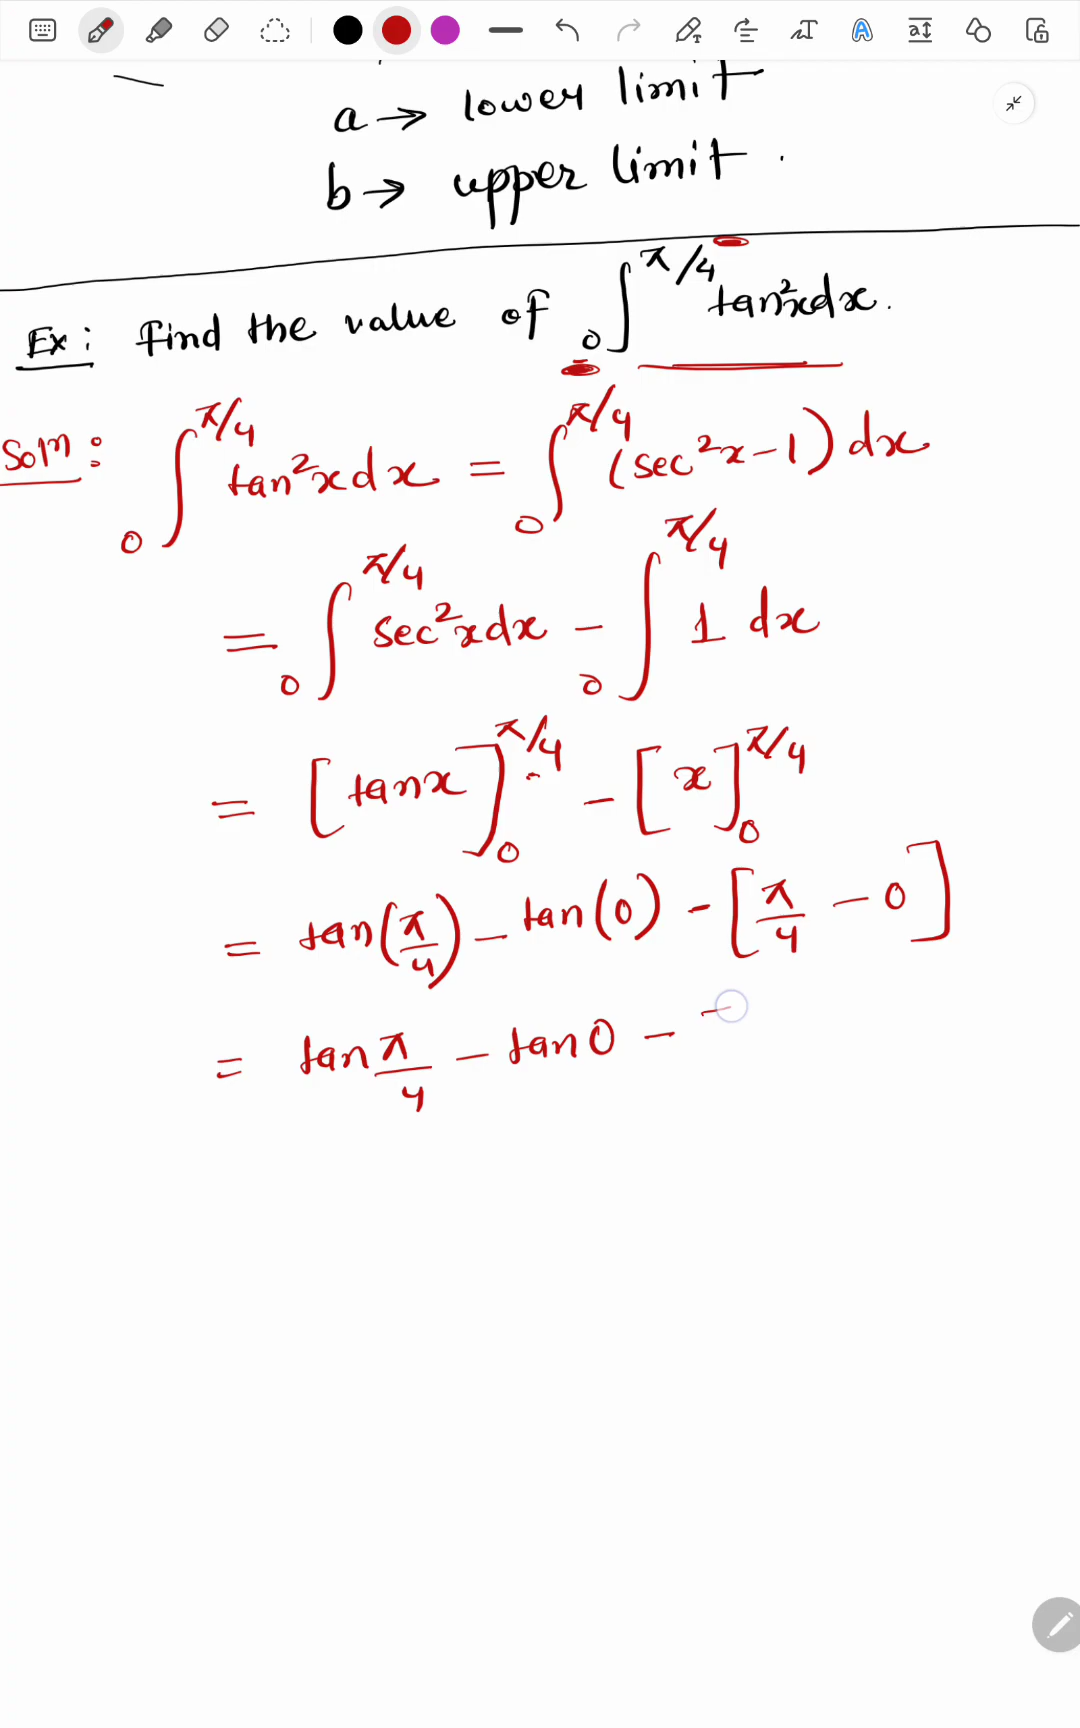 a → lower limit
b → upper limit.
Ex: find the value of ₀∫^π/4 tan²x dx.
Soln: ₀∫^π/4 tan²x dx = ₀∫^π/4 (sec²x - 1) dx
= ₀∫^π/4 sec²x dx - ₀∫^π/4 1 dx
= [tan x]₀^π/4 - [x]₀^π/4
= tan(π/4) - tan(0) - [π/4 - 0]
= tan π/4 - tan 0 -